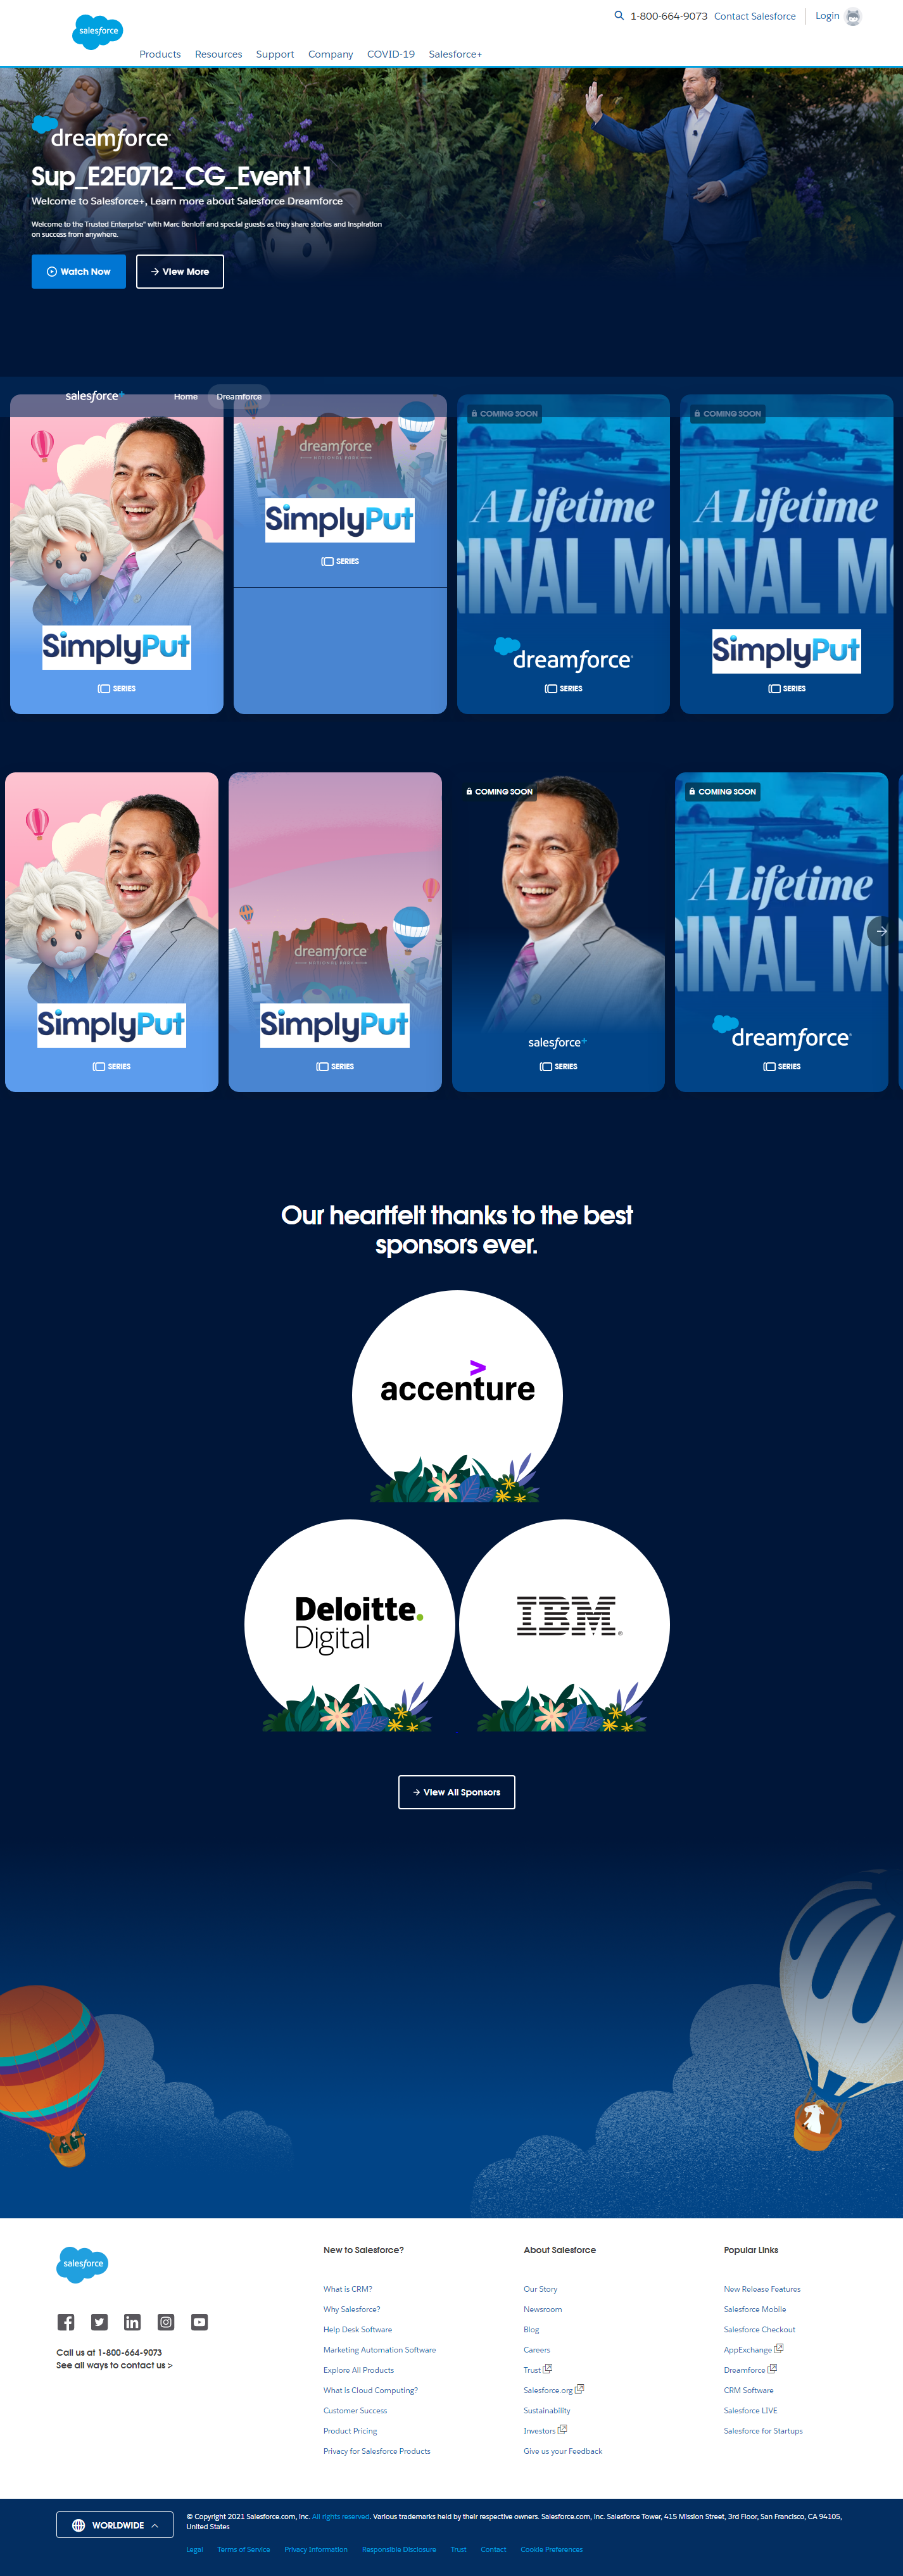 salesforce
1-800-664-9073 Contact Salesforce Login
Products Resources Support Company COVID-19 Salesforce+
dreamforce
Sup_E2E0712_CG_Event1
Welcome to Salesforce+, Learn more about Salesforce Dreamforce
Welcome to the Trusted Enterprise" with Marc Benioff and special guests as they share stories and inspiration
on success from anywhere.
Watch Now View More
salesforce+ Home Dreamforce
COMING SOON COMING SOON
dreamforce
NATIONAL PARK
A Lifetime A Lifetime
SimplyPut
SERIES
GINAL M GINAL M
SimplyPut dreamforce SimplyPut
SERIES SERIES SERIES
COMING SOON COMING SOON
A Lifetime
dreamforce
NATIONAL PARK
GINAL M
SimplyPut SimplyPut salesforce+ dreamforce
SERIES SERIES SERIES SERIES
Our heartfelt thanks to the best
sponsors ever.
accenture
Deloitte.
Digital
IBM
View All Sponsors
salesforce
Call us at 1-800-664-9073
See all ways to contact us >
New to Salesforce?
What is CRM?
Why Salesforce?
Help Desk Software
Marketing Automation Software
Explore All Products
What is Cloud Computing?
Customer Success
Product Pricing
Privacy for Salesforce Products
About Salesforce
Our Story
Newsroom
Blog
Careers
Trust
Salesforce.org
Sustainability
Investors
Give us your Feedback
Popular Links
New Release Features
Salesforce Mobile
Salesforce Checkout
AppExchange
Dreamforce
CRM Software
Salesforce LIVE
Salesforce for Startups
WORLDWIDE
© Copyright 2021 Salesforce.com, inc. All rights reserved. Various trademarks held by their respective owners. Salesforce.com, inc. Salesforce Tower, 415 Mission Street, 3rd Floor, San Francisco, CA 94105,
United States
Legal Terms of Service Privacy Information Responsible Disclosure Trust Contact Cookie Preferences